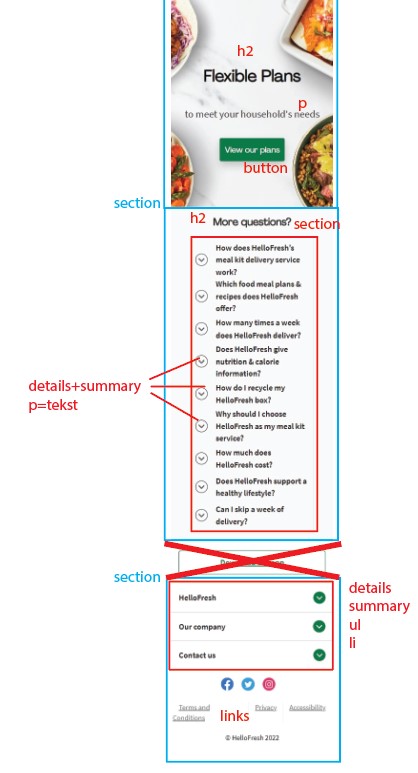 h2
Flexible Plans
p
to meet your household's needs
View our plans
button
section
h2 More questions? section
How does HelloFresh's
meal kit delivery service
work?
Which food meal plans &
recipes does HelloFresh
offer?
How many times a week
does HelloFresh deliver?
Does HelloFresh give
nutrition & calorie
information?
details+summary
p=tekst
How do I recycle my
HelloFresh box?
Why should I choose
HelloFresh as my meal kit
service?
How much does
HelloFresh cost?
Does HelloFresh support a
healthy lifestyle?
Can I skip a week of
delivery?
section
details
summary
ul
li
HelloFresh
Our company
Contact us
Terms and
Conditions
links
Privacy
Accessibility
© HelloFresh 2022